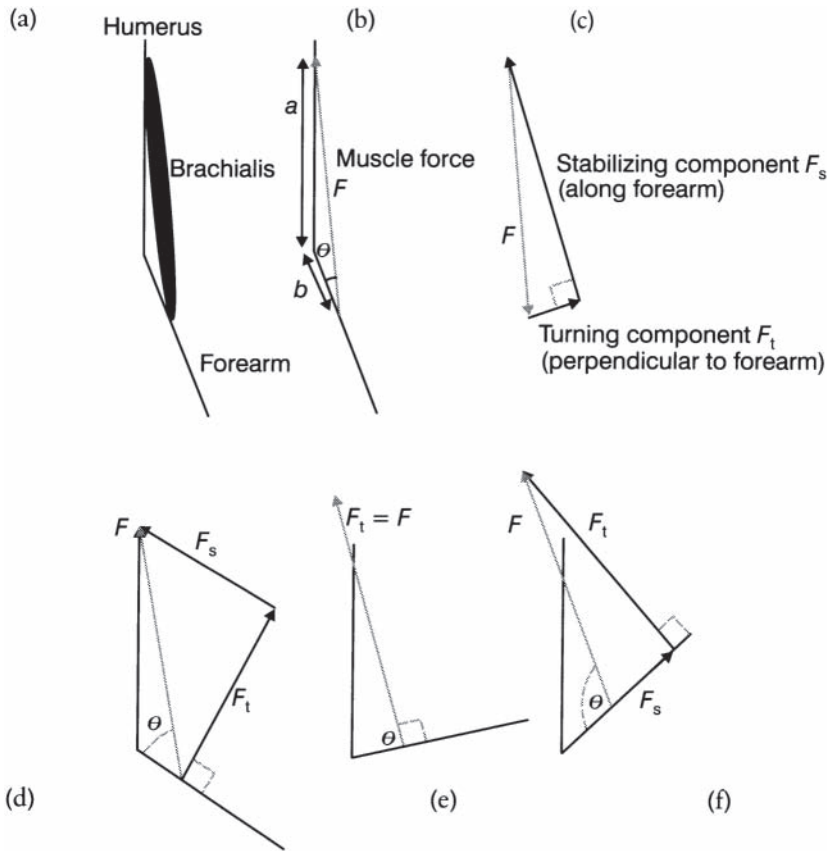 (a)
Humerus
Brachialis
Forearm
(b)
a
Muscle force
F
θ
b
(c)
Stabilizing component Fs
(along forearm)
F
Turning component Ft
(perpendicular to forearm)
F
Fs
θ
Ft
(d)
Ft = F
θ
(e)
F
Ft
θ
Fs
(f)